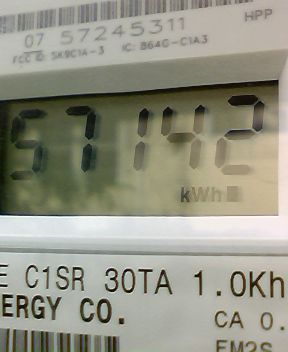 HPP
07 57245311
FCC ID: SK9C1A-3 IC: 864G-C1A3
57142
kWh
E C1SR 30TA 1.0Kh
ERGY CO.
CA 0.
EM2S